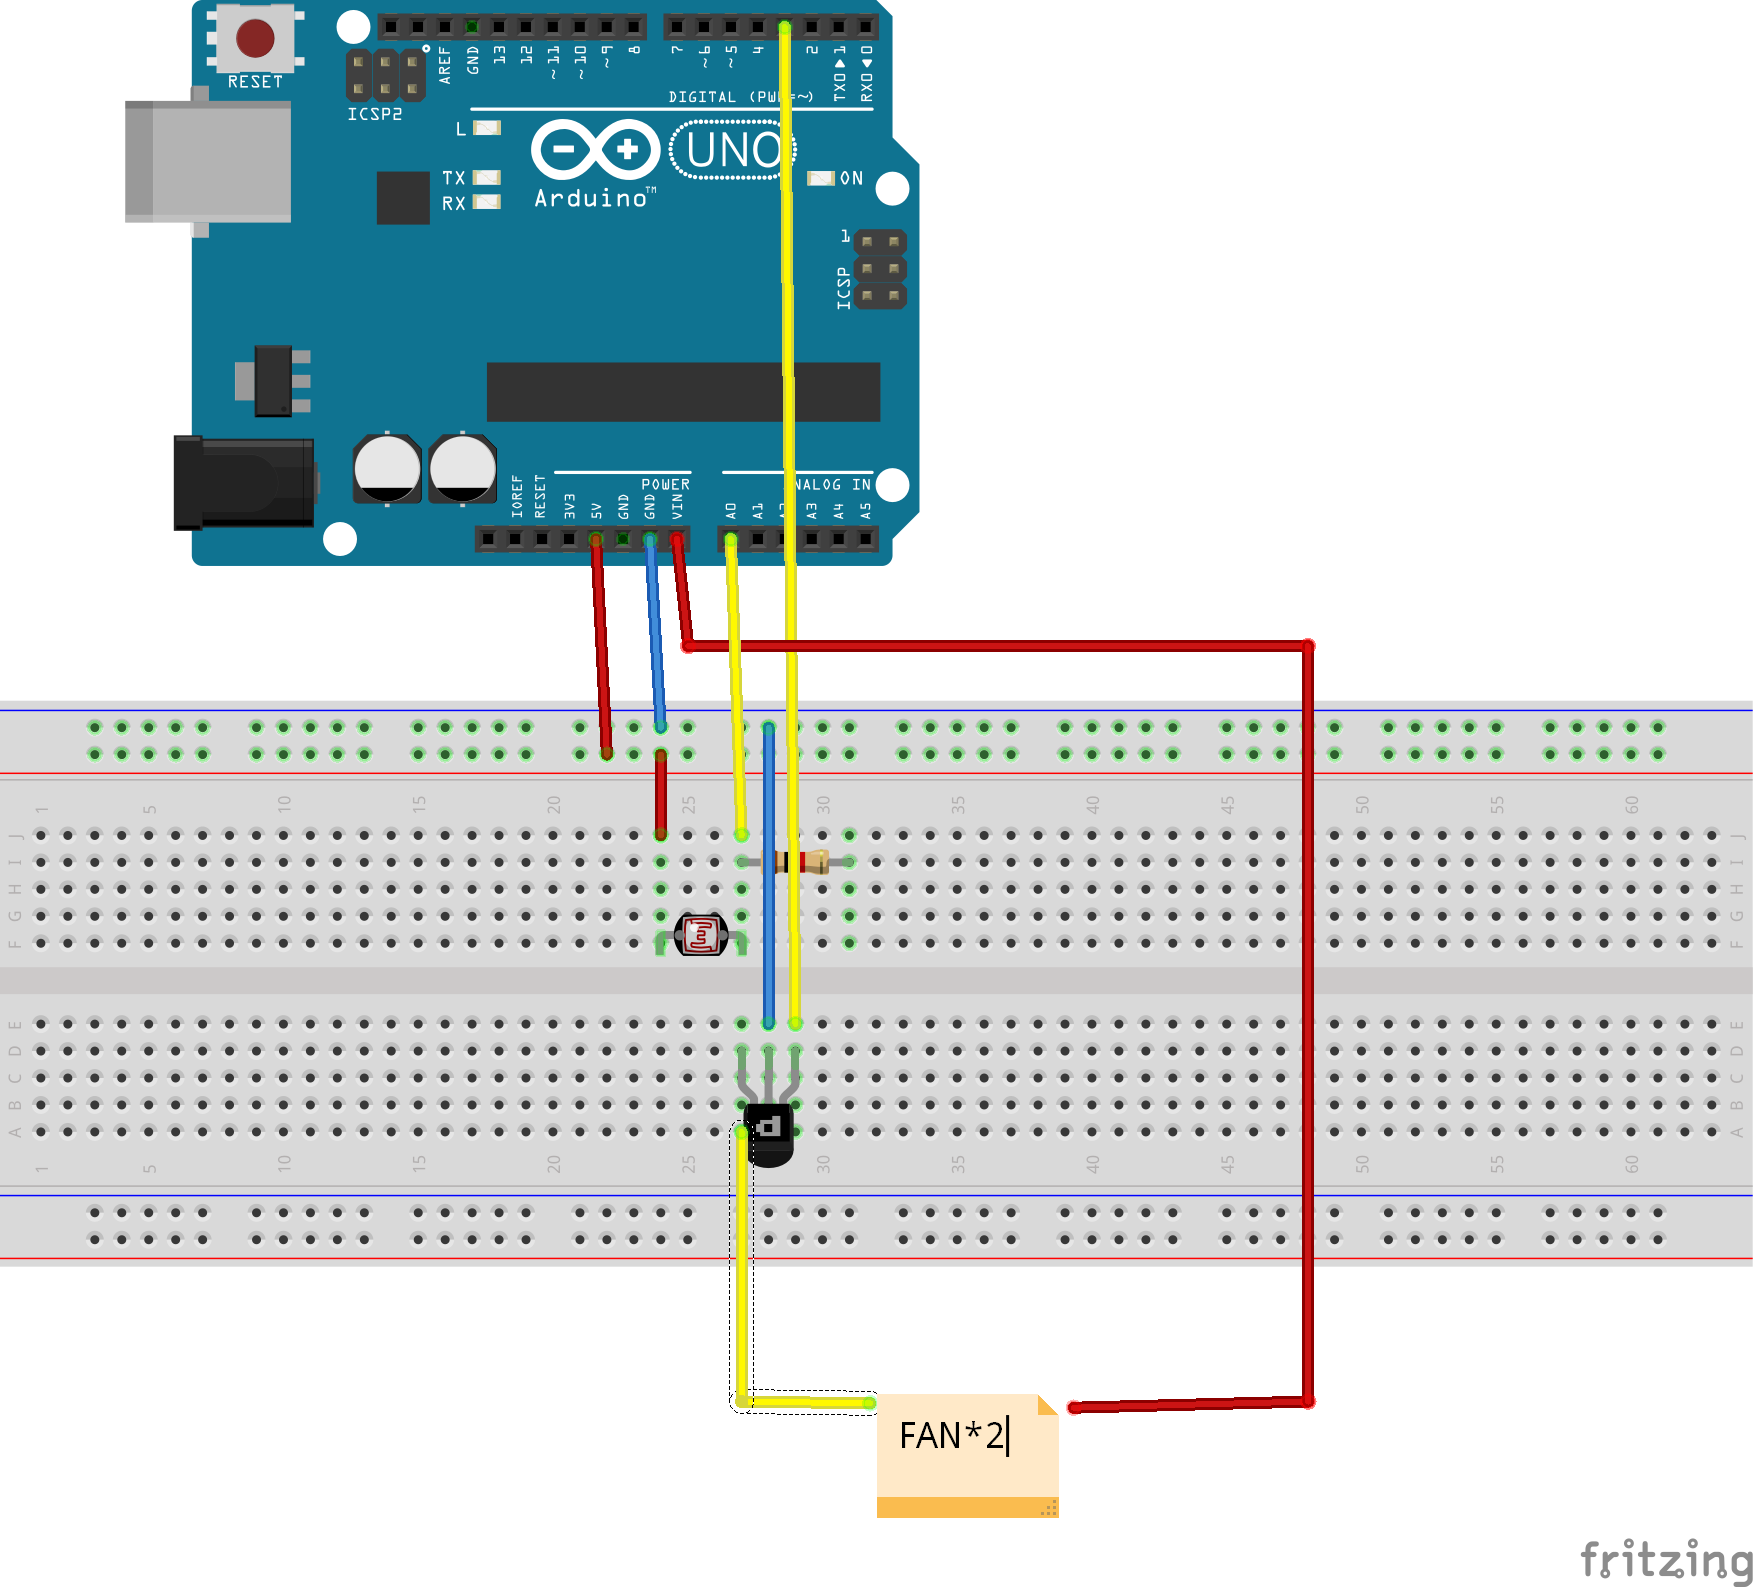 RESET
ICSP2
AREF
GND
13
12
~11
~10
~9
8
7
~6
~5
4
2
TX0▶1
RX0◀0
DIGITAL (PWM=~)
L
TX
RX
Arduino™
UNO
ON
1
ICSP
IOREF
RESET
3V3
5V
GND
GND
VIN
POWER
A0
A1
A3
A4
A5
ANALOG IN
1 5 10 15 20 25 30 35 40 45 50 55 60
J J
I I
H H
G G
F F
E E
D D
C C
B B
A A
1 5 10 15 20 25 30 35 40 45 50 55 60
FAN*2
fritzing